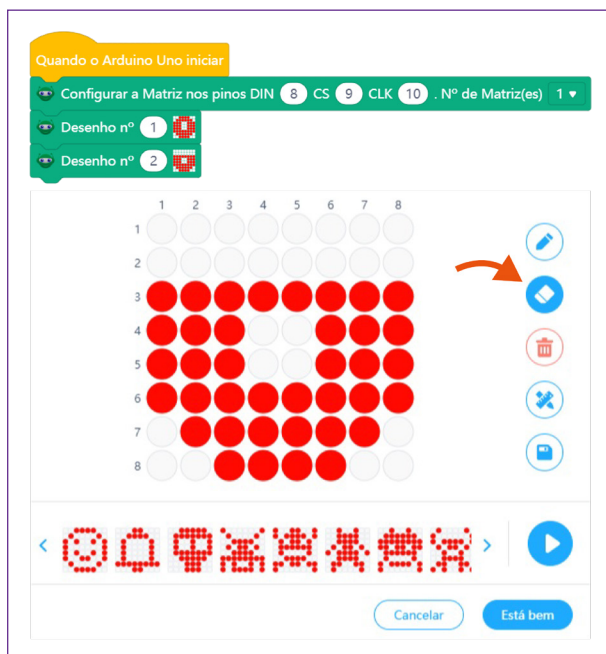 Quando o Arduino Uno iniciar
Configurar a Matriz nos pinos DIN 8 CS 9 CLK 10 . Nº de Matriz(es) 1
Desenho nº 1
Desenho nº 2
1 2 3 4 5 6 7 8
1
2
3
4
5
6
7
8
Cancelar Está bem